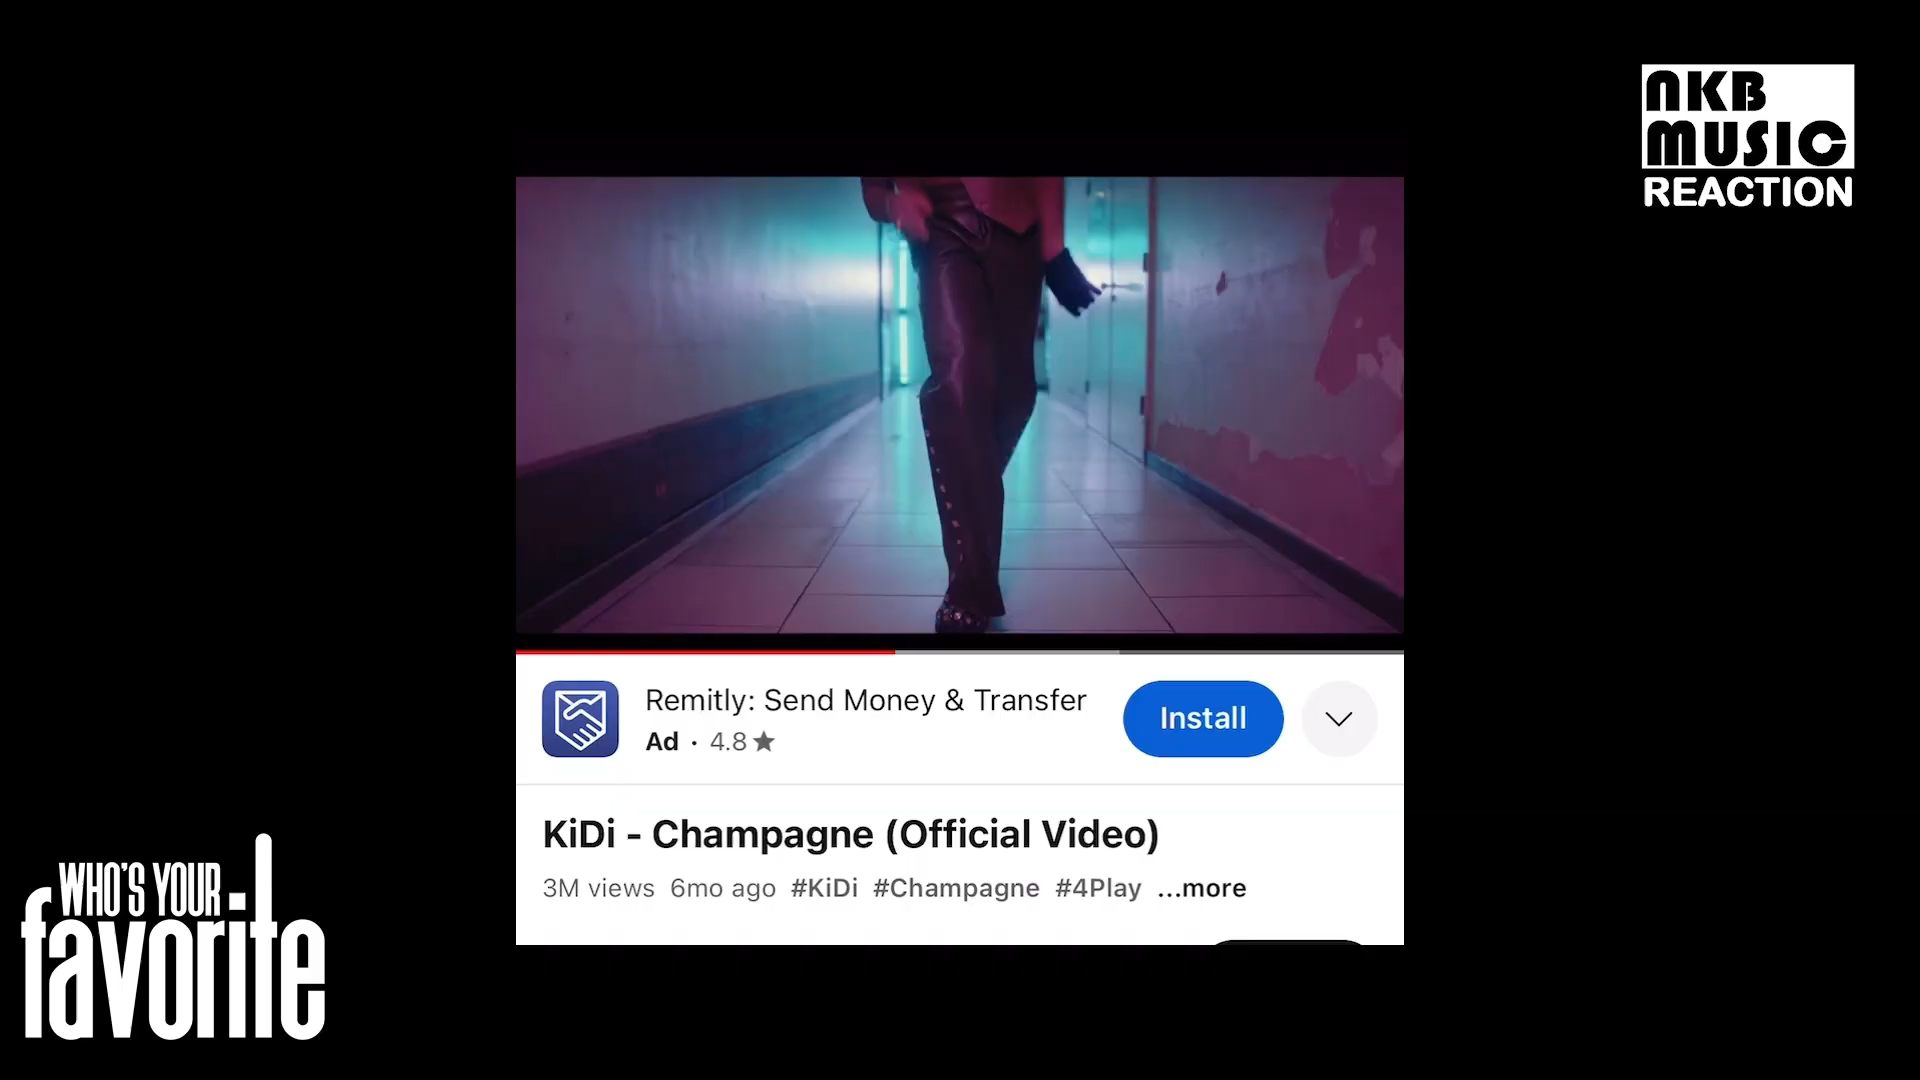 NKB
MUSIC
REACTION
Remitly: Send Money & Transfer
Ad · 4.8★
Install
KiDi - Champagne (Official Video)
3M views 6mo ago #KiDi #Champagne #4Play ...more
WHO'S YOUR
favorite